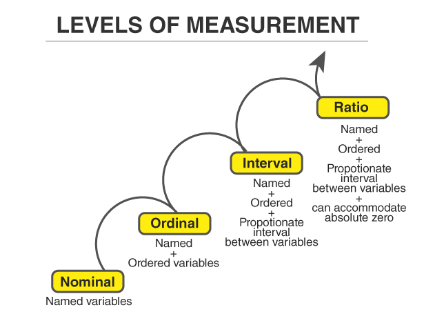 LEVELS OF MEASUREMENT
Ratio
Named
+
Ordered
+
Propotionate
interval
between variables
+
can accommodate
absolute zero
Interval
Named
+
Ordered
+
Propotionate
interval
between variables
Ordinal
Named
+
Ordered variables
Nominal
Named variables